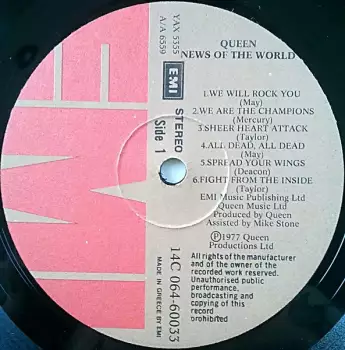 QUEEN
NEWS OF THE WORLD
1.WE WILL ROCK YOU
(May)
2.WE ARE THE CHAMPIONS
(Mercury)
3.SHEER HEART ATTACK
(Taylor)
4.ALL DEAD, ALL DEAD
(May)
5.SPREAD YOUR WINGS
(Deacon)
6.FIGHT FROM THE INSIDE
(Taylor)
EMI Music Publishing Ltd
Queen Music Ltd
Produced by Queen
Assisted by Mike Stone
Ⓟ1977 Queen
Productions Ltd
All rights of the manufacturer
and of the owner of the
recorded work reserved.
Unauthorised public
performance,
broadcasting and
copying of this
record
prohibited
YAX 5355
A/A 6559
EMI
STEREO
Side 1
14C 064-60033
MADE IN GREECE BY EMI
EMI